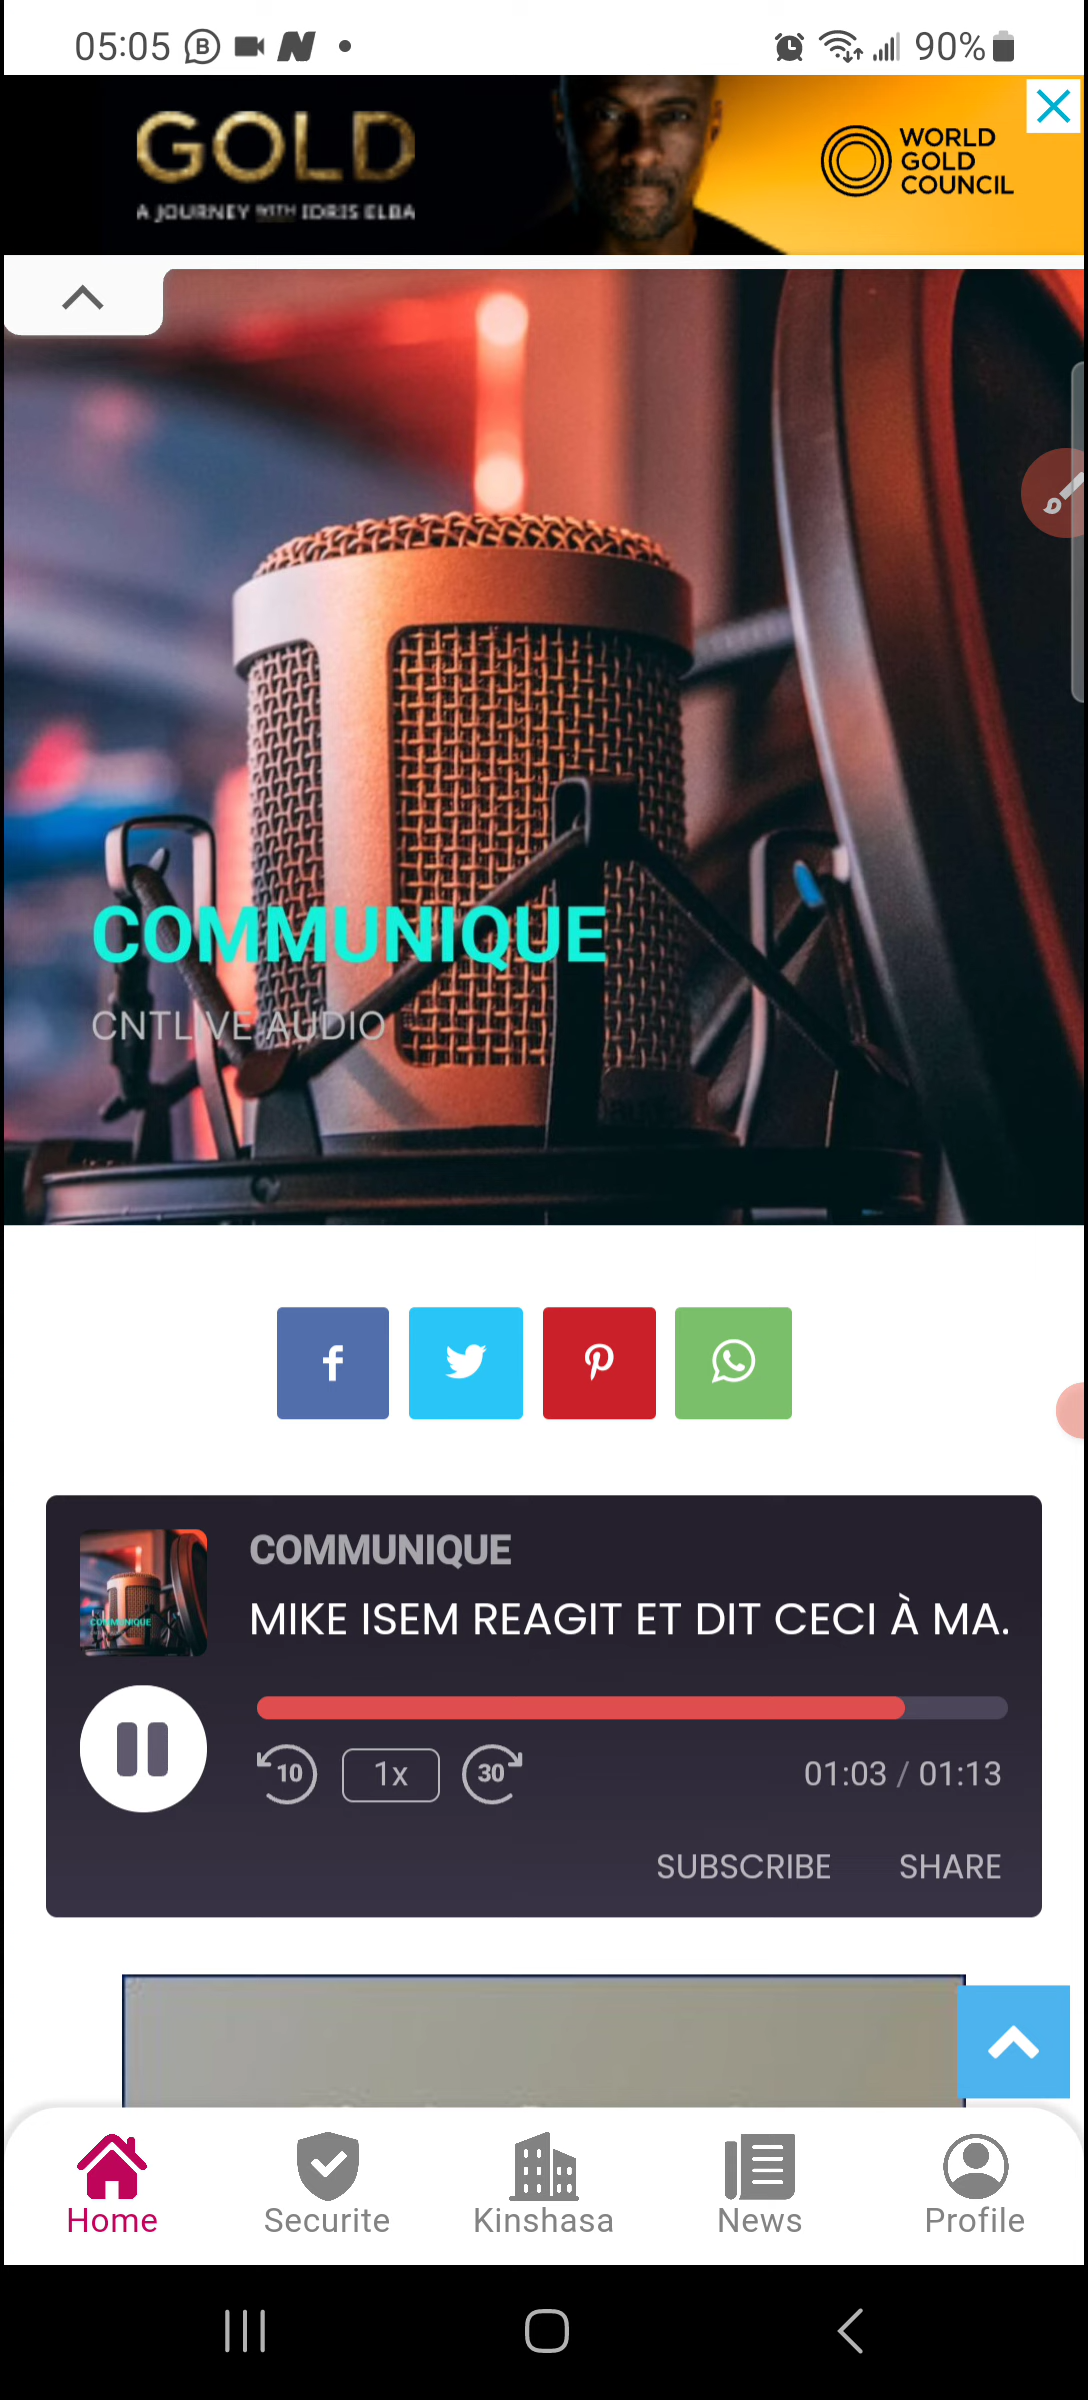 05:05
90%
GOLD
A JOURNEY WITH IDRIS ELBA
WORLD
GOLD
COUNCIL
COMMUNIQUE
CNTLIVE AUDIO
COMMUNIQUE
MIKE ISEM REAGIT ET DIT CECI À MA.
10
1x
30
01:03 / 01:13
SUBSCRIBE
SHARE
Home
Securite
Kinshasa
News
Profile